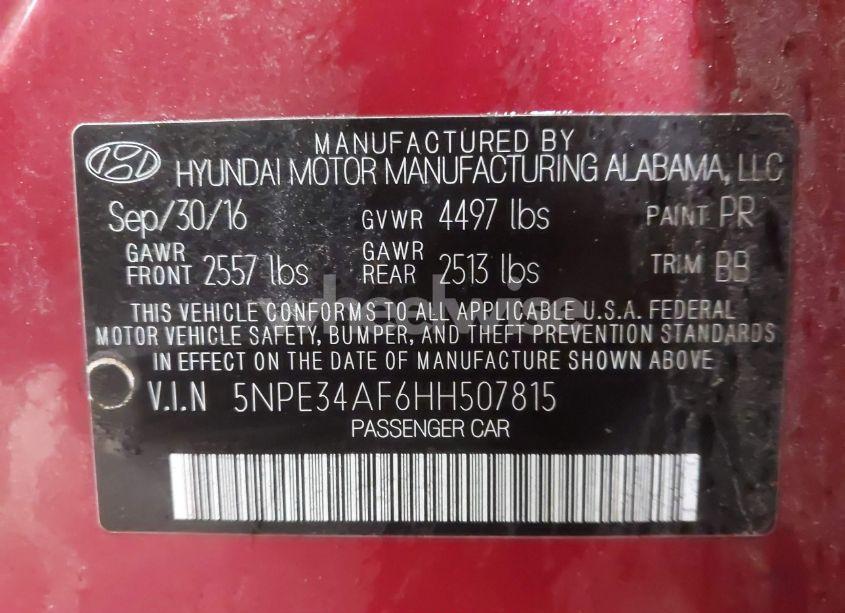 MANUFACTURED BY
HYUNDAI MOTOR MANUFACTURING ALABAMA, LLC
Sep/30/16 GVWR 4497 lbs PAINT PR
GAWR FRONT 2557 lbs GAWR REAR 2513 lbs TRIM BB
THIS VEHICLE CONFORMS TO ALL APPLICABLE U.S.A. FEDERAL
MOTOR VEHICLE SAFETY, BUMPER, AND THEFT PREVENTION STANDARDS
IN EFFECT ON THE DATE OF MANUFACTURE SHOWN ABOVE
V.I.N 5NPE34AF6HH507815
PASSENGER CAR